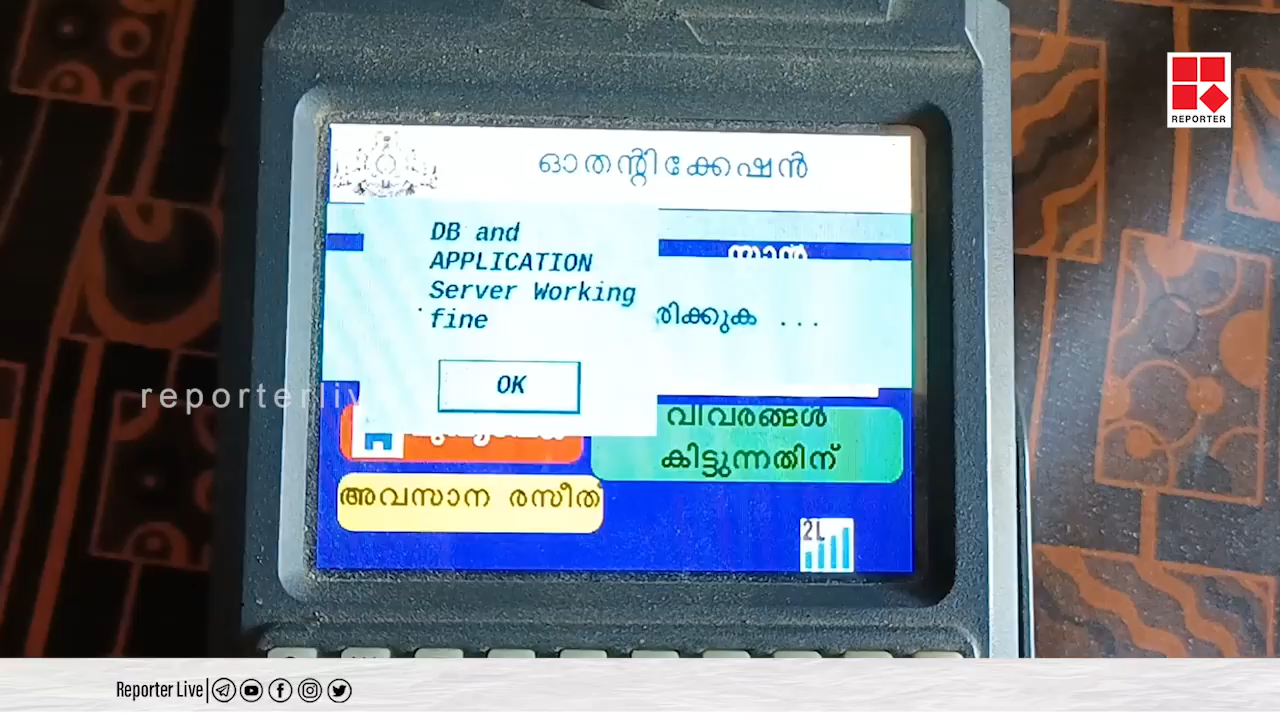 REPORTER
ഓതന്റിക്കേഷൻ
DB and
APPLICATION
Server Working
fine
രിക്കുക ...
OK
വിവരങ്ങൾ
കിട്ടുന്നതിന്
അവസാന രസീത്
2L
reporterliv
Reporter Live